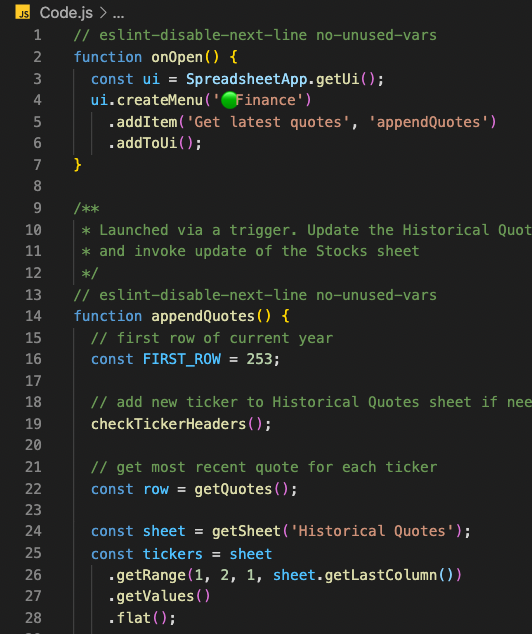 JS Code.js > ...
1 // eslint-disable-next-line no-unused-vars
2 function onOpen() {
3   const ui = SpreadsheetApp.getUi();
4   ui.createMenu('🟢Finance')
5     .addItem('Get latest quotes', 'appendQuotes')
6     .addToUi();
7 }
8
9 /**
10  * Launched via a trigger. Update the Historical Quot
11  * and invoke update of the Stocks sheet
12  */
13 // eslint-disable-next-line no-unused-vars
14 function appendQuotes() {
15   // first row of current year
16   const FIRST_ROW = 253;
17
18   // add new ticker to Historical Quotes sheet if nee
19   checkTickerHeaders();
20
21   // get most recent quote for each ticker
22   const row = getQuotes();
23
24   const sheet = getSheet('Historical Quotes');
25   const tickers = sheet
26     .getRange(1, 2, 1, sheet.getLastColumn())
27     .getValues()
28     .flat();